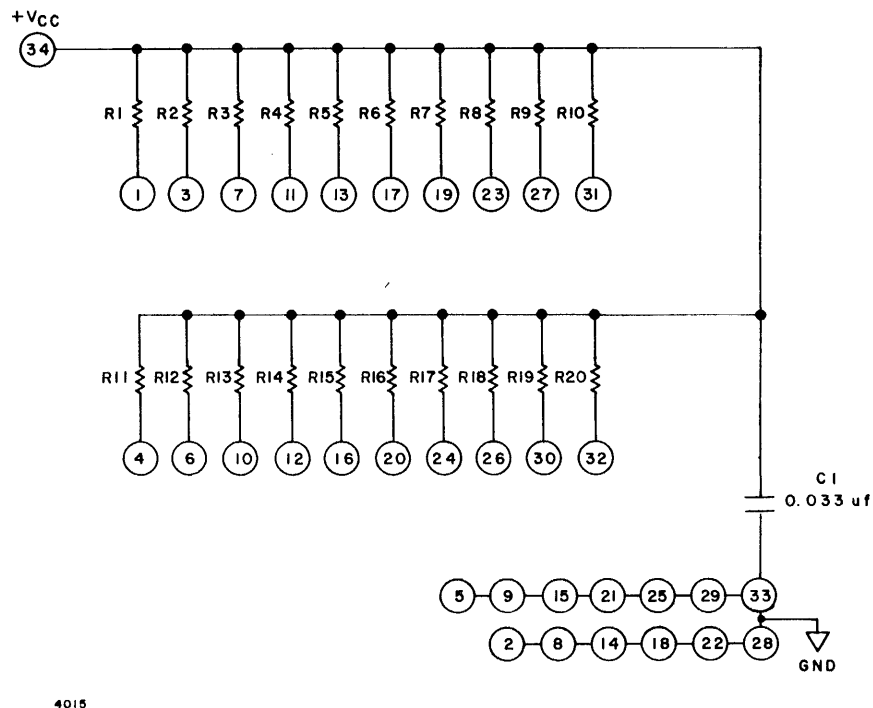 +VCC
34
R1 R2 R3 R4 R5 R6 R7 R8 R9 R10
1 3 7 11 13 17 19 23 27 31
R11 R12 R13 R14 R15 R16 R17 R18 R19 R20
4 6 10 12 16 20 24 26 30 32
C1
0.033 uf
5 9 15 21 25 29 33
2 8 14 18 22 28
GND
4015